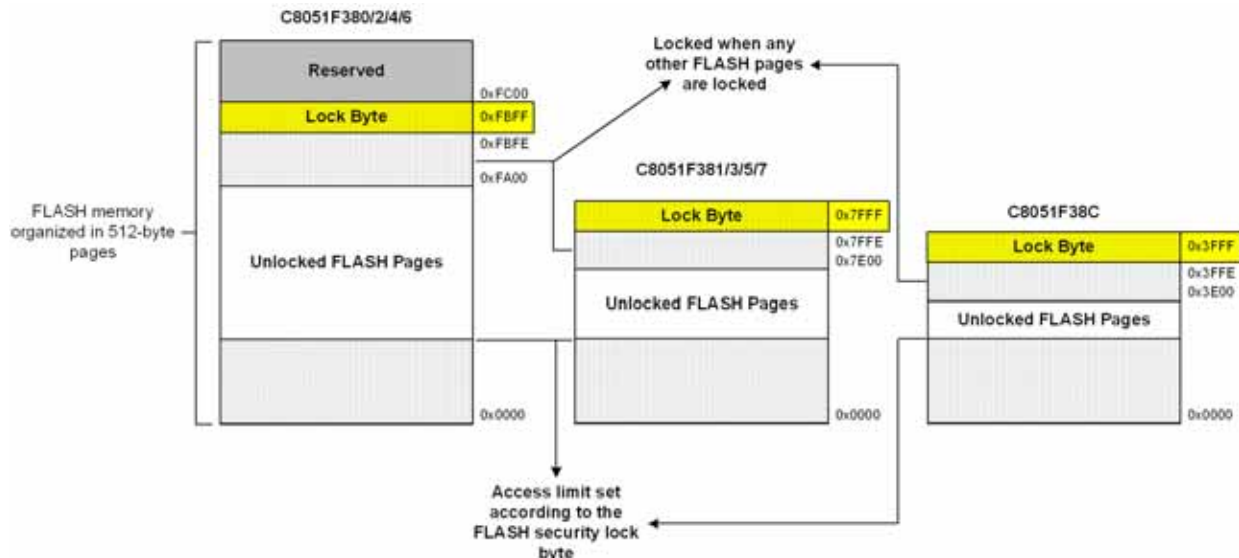 C8051F380/2/4/6
Reserved
0xFC00
Lock Byte
0xFBFF
0xFBFE
0xFA00
FLASH memory
organized in 512-byte
pages
Unlocked FLASH Pages
0x0000
Locked when any
other FLASH pages
are locked
C8051F381/3/5/7
Lock Byte
0x7FFF
0x7FFE
0x7E00
Unlocked FLASH Pages
0x0000
C8051F38C
Lock Byte
0x3FFF
0x3FFE
0x3E00
Unlocked FLASH Pages
0x0000
Access limit set
according to the
FLASH security lock
byte